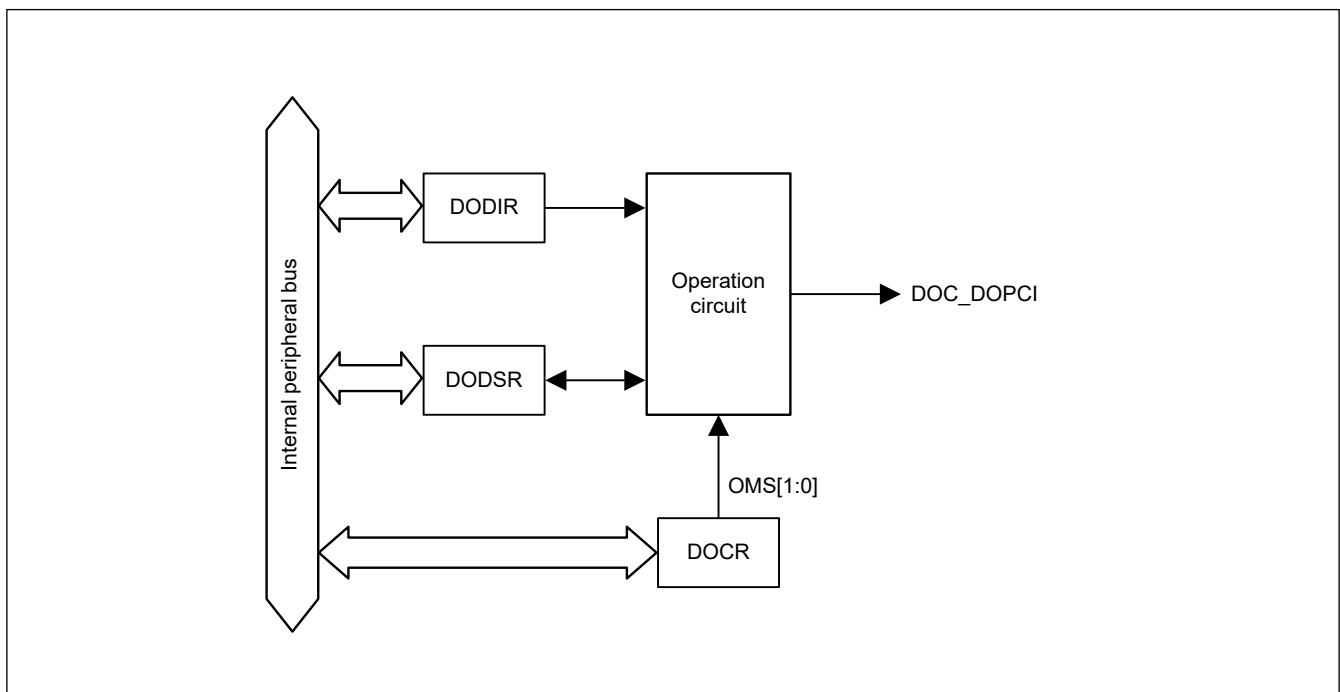 Internal peripheral bus
DODIR
Operation
circuit
DOC_DOPCI
DODSR
OMS[1:0]
DOCR